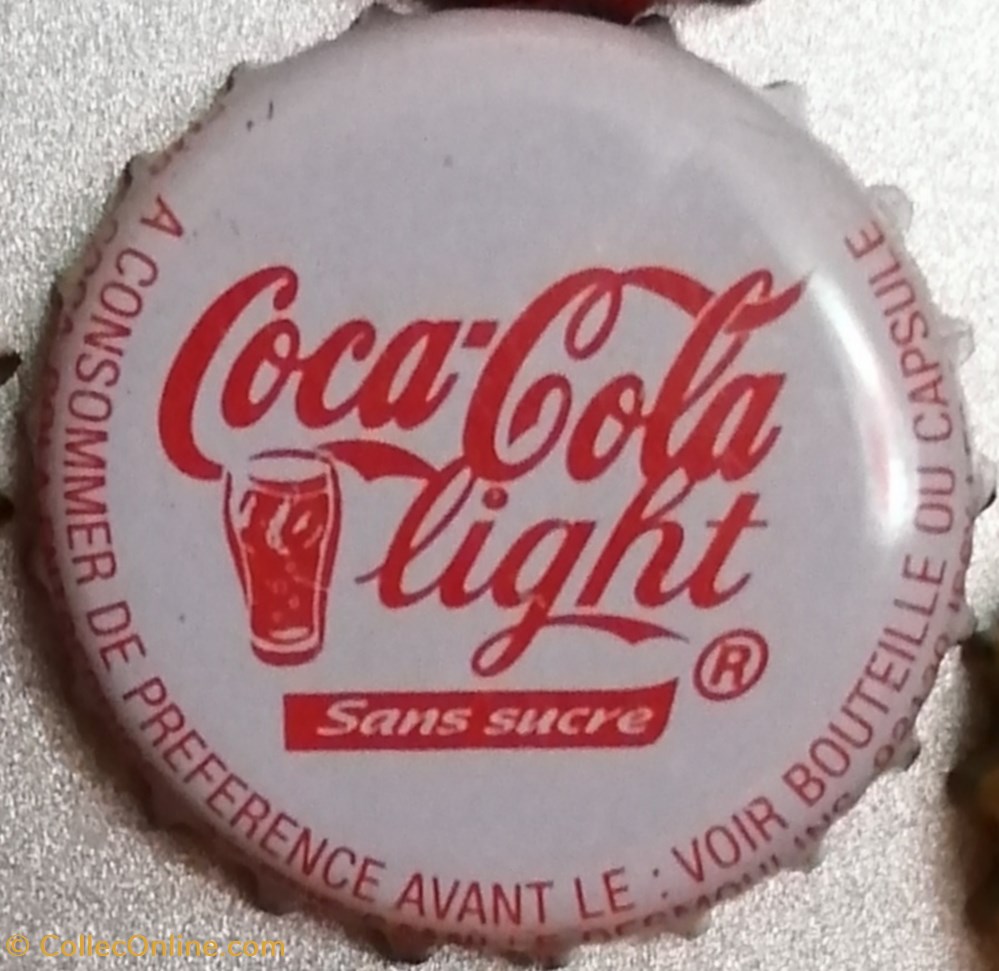 Coca-Cola
light
®
Sans sucre
A CONSOMMER DE PREFERENCE AVANT LE : VOIR BOUTEILLE OU CAPSULE
© CollecOnline.com